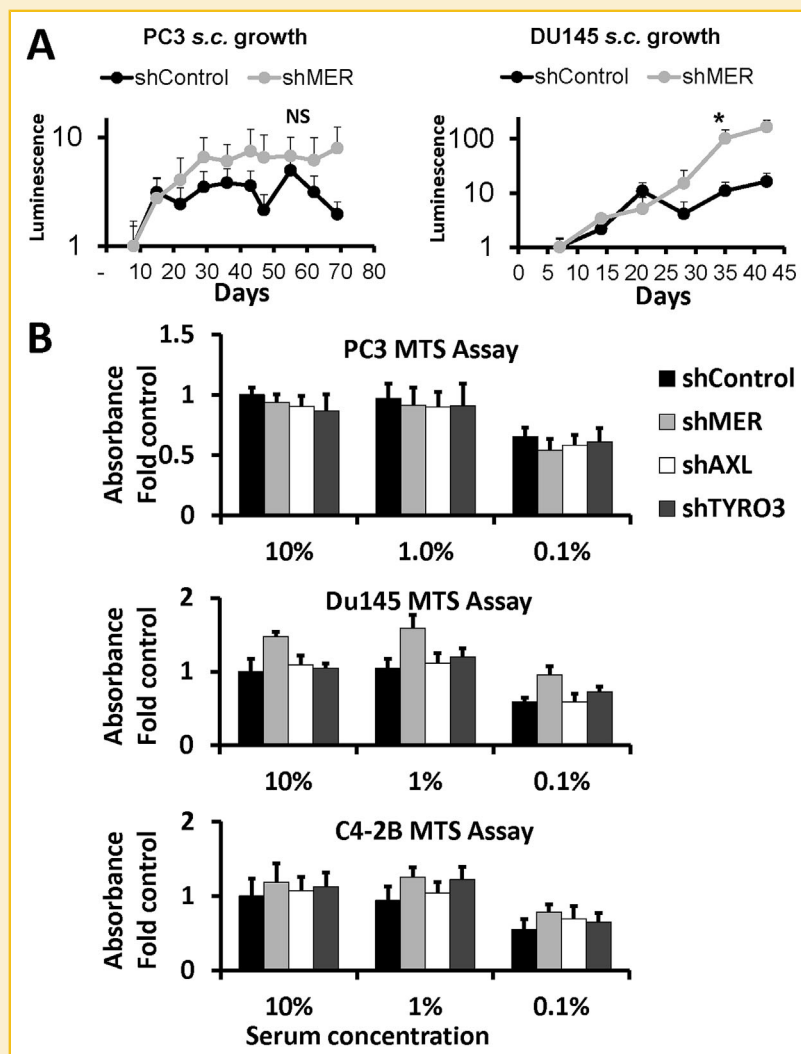 A
PC3 s.c. growth
shControl shMER
NS
Luminescence
10
1
- 10 20 30 40 50 60 70 80
Days
DU145 s.c. growth
shControl shMER
*
Luminescence
100
10
1
0 5 10 15 20 25 30 35 40 45
Days
B
PC3 MTS Assay
Absorbance
Fold control
1.5
1
0.5
0
10% 1.0% 0.1%
shControl
shMER
shAXL
shTYRO3
Du145 MTS Assay
Absorbance
Fold control
2
1
0
10% 1% 0.1%
C4-2B MTS Assay
Absorbance
Fold control
2
1
0
10% 1% 0.1%
Serum concentration